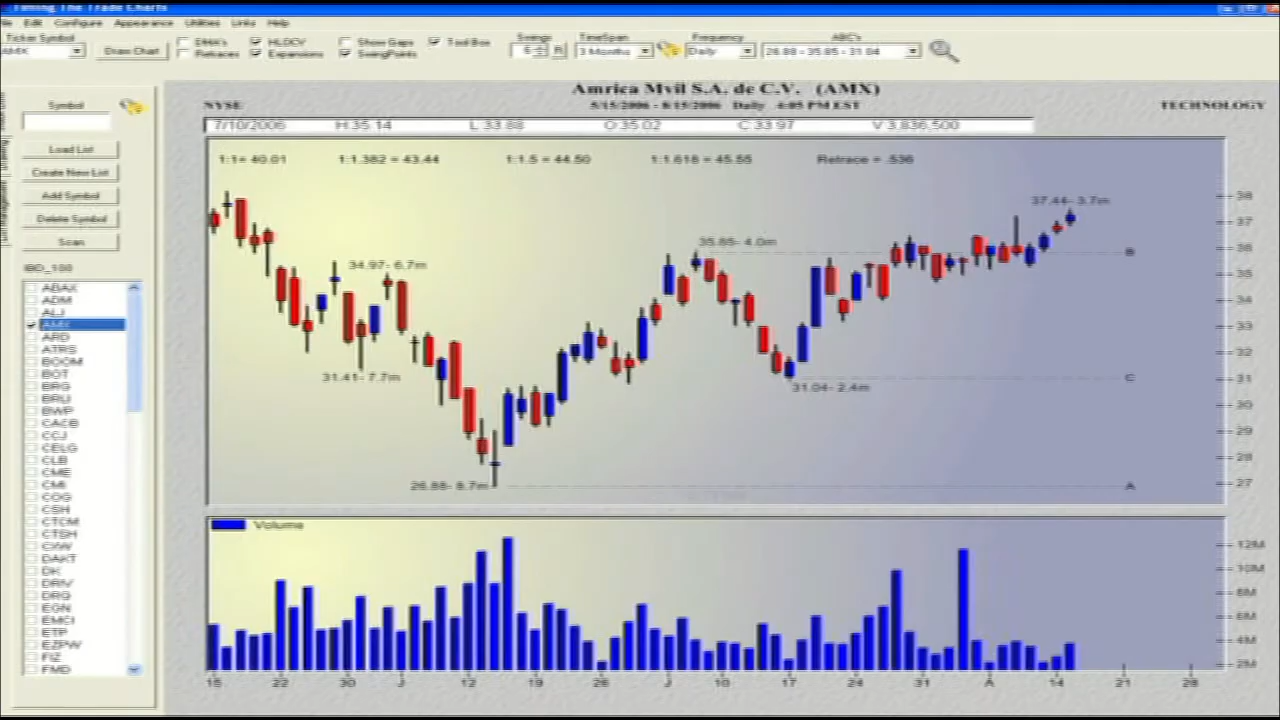 Timing The Trade Charts
File Edit Configure Appearance Utilities Links Help
Ticker Symbol Swings TimeSpan Frequency ABC's
AMX Draw Chart EMA's HLOCV Show Gaps Tool Box 5 R 3 Months Daily 26.88 - 35.85 - 31.04
Retraces Expansions SwingPoints
Amrica Mvil S.A. de C.V. (AMX)
NYSE 5/15/2006 - 8/15/2006 Daily 4:05 PM EST TECHNOLOGY
7/10/2006 H:35.14 L:33.88 O:35.02 C:33.97 V:3,836,500
1:1= 40.01 1:1.382 = 43.44 1:1.5 = 44.50 1:1.618 = 45.55 Retrace = .536
Symbol
Load List
Create New List
Add Symbol
Delete Symbol
Scan
IBD_100
ABAX
ADM
ALJ
AMX
ARD
ATRS
BOOM
BOT
BRG
BRLI
BWP
CACB
CCJ
CELG
CLB
CME
CMI
COG
CSH
CTCM
CTSH
CXW
DAKT
DK
DRIV
DRQ
EGN
EMCI
ETP
EZPW
FIZ
FMD
37.44- 3.7m
35.85- 4.0m
34.97- 6.7m
31.41- 7.7m
31.04- 2.4m
26.88- 8.7m
B
C
A
38
37
36
35
34
33
32
31
30
29
28
27
Volume
12M
10M
8M
6M
4M
2M
15 22 30 J 12 19 26 J 10 17 24 31 A 14 21 28